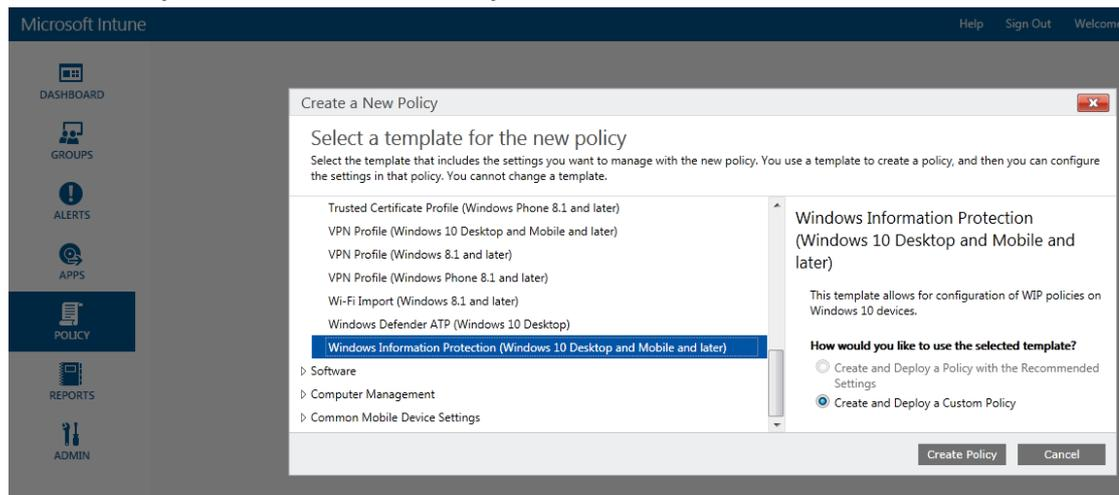 Microsoft Intune
Help Sign Out Welcome
DASHBOARD
GROUPS
ALERTS
APPS
POLICY
REPORTS
ADMIN
Create a New Policy
Select a template for the new policy
Select the template that includes the settings you want to manage with the new policy. You use a template to create a policy, and then you can configure
the settings in that policy. You cannot change a template.
Trusted Certificate Profile (Windows Phone 8.1 and later)
VPN Profile (Windows 10 Desktop and Mobile and later)
VPN Profile (Windows 8.1 and later)
VPN Profile (Windows Phone 8.1 and later)
Wi-Fi Import (Windows 8.1 and later)
Windows Defender ATP (Windows 10 Desktop)
Windows Information Protection (Windows 10 Desktop and Mobile and later)
Software
Computer Management
Common Mobile Device Settings
Windows Information Protection
(Windows 10 Desktop and Mobile and
later)
This template allows for configuration of WIP policies on
Windows 10 devices.
How would you like to use the selected template?
Create and Deploy a Policy with the Recommended
Settings
Create and Deploy a Custom Policy
Create Policy
Cancel